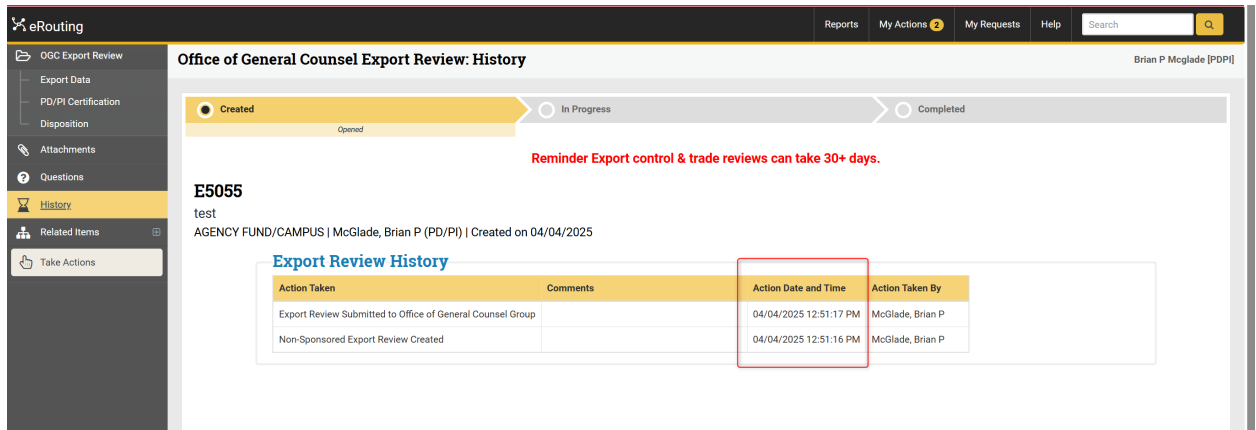 eRouting
Reports
My Actions 2
My Requests
Help
Search
OGC Export Review
Export Data
PD/PI Certification
Disposition
Attachments
Questions
History
Related Items
Take Actions
Office of General Counsel Export Review: History
Brian P Mcglade [PDPI]
Created
In Progress
Completed
Opened
Reminder Export control & trade reviews can take 30+ days.
E5055
test
AGENCY FUND/CAMPUS | McGlade, Brian P (PD/PI) | Created on 04/04/2025
Export Review History
Action Taken Comments Action Date and Time Action Taken By
Export Review Submitted to Office of General Counsel Group 04/04/2025 12:51:17 PM McGlade, Brian P
Non-Sponsored Export Review Created 04/04/2025 12:51:16 PM McGlade, Brian P